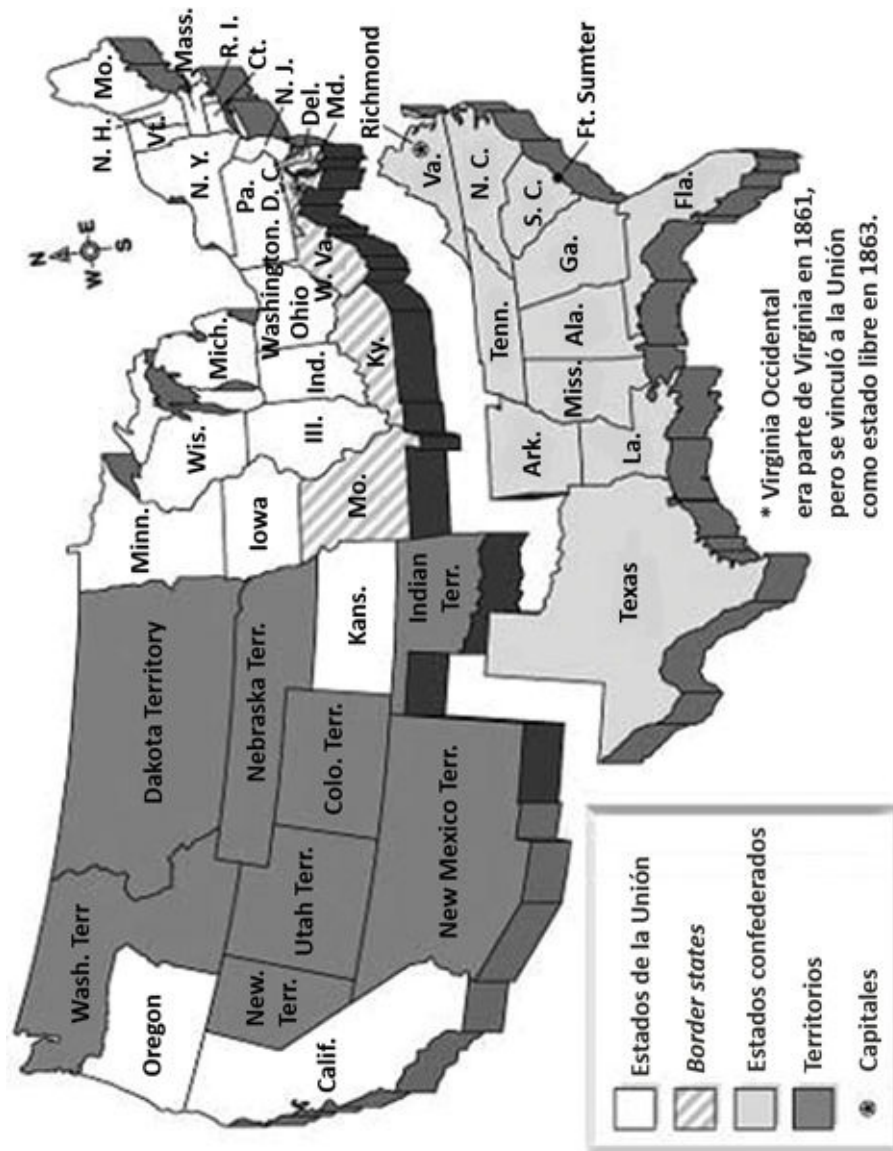 Wash. Terr
Oregon
Calif.
New.
Terr.
Utah Terr.
New Mexico Terr.
Dakota Territory
Nebraska Terr.
Colo. Terr.
Kans.
Indian
Terr.
Minn.
Iowa
Mo.
Wis.
Ill.
Mich.
Ind.
Ohio
Ky.
W. Va.
Washington. D. C.
Pa.
N. Y.
N. H.
Vt.
Mo.
Mass.
R. I.
Ct.
N. J.
Del.
Md.
N
W
E
S
Richmond
Va.
N. C.
S. C.
Ft. Sumter
Tenn.
Ga.
Fla.
Ala.
Miss.
Ark.
La.
Texas
* Virginia Occidental
era parte de Virginia en 1861,
pero se vinculó a la Unión
como estado libre en 1863.
Estados de la Unión
Border states
Estados confederados
Territorios
Capitales